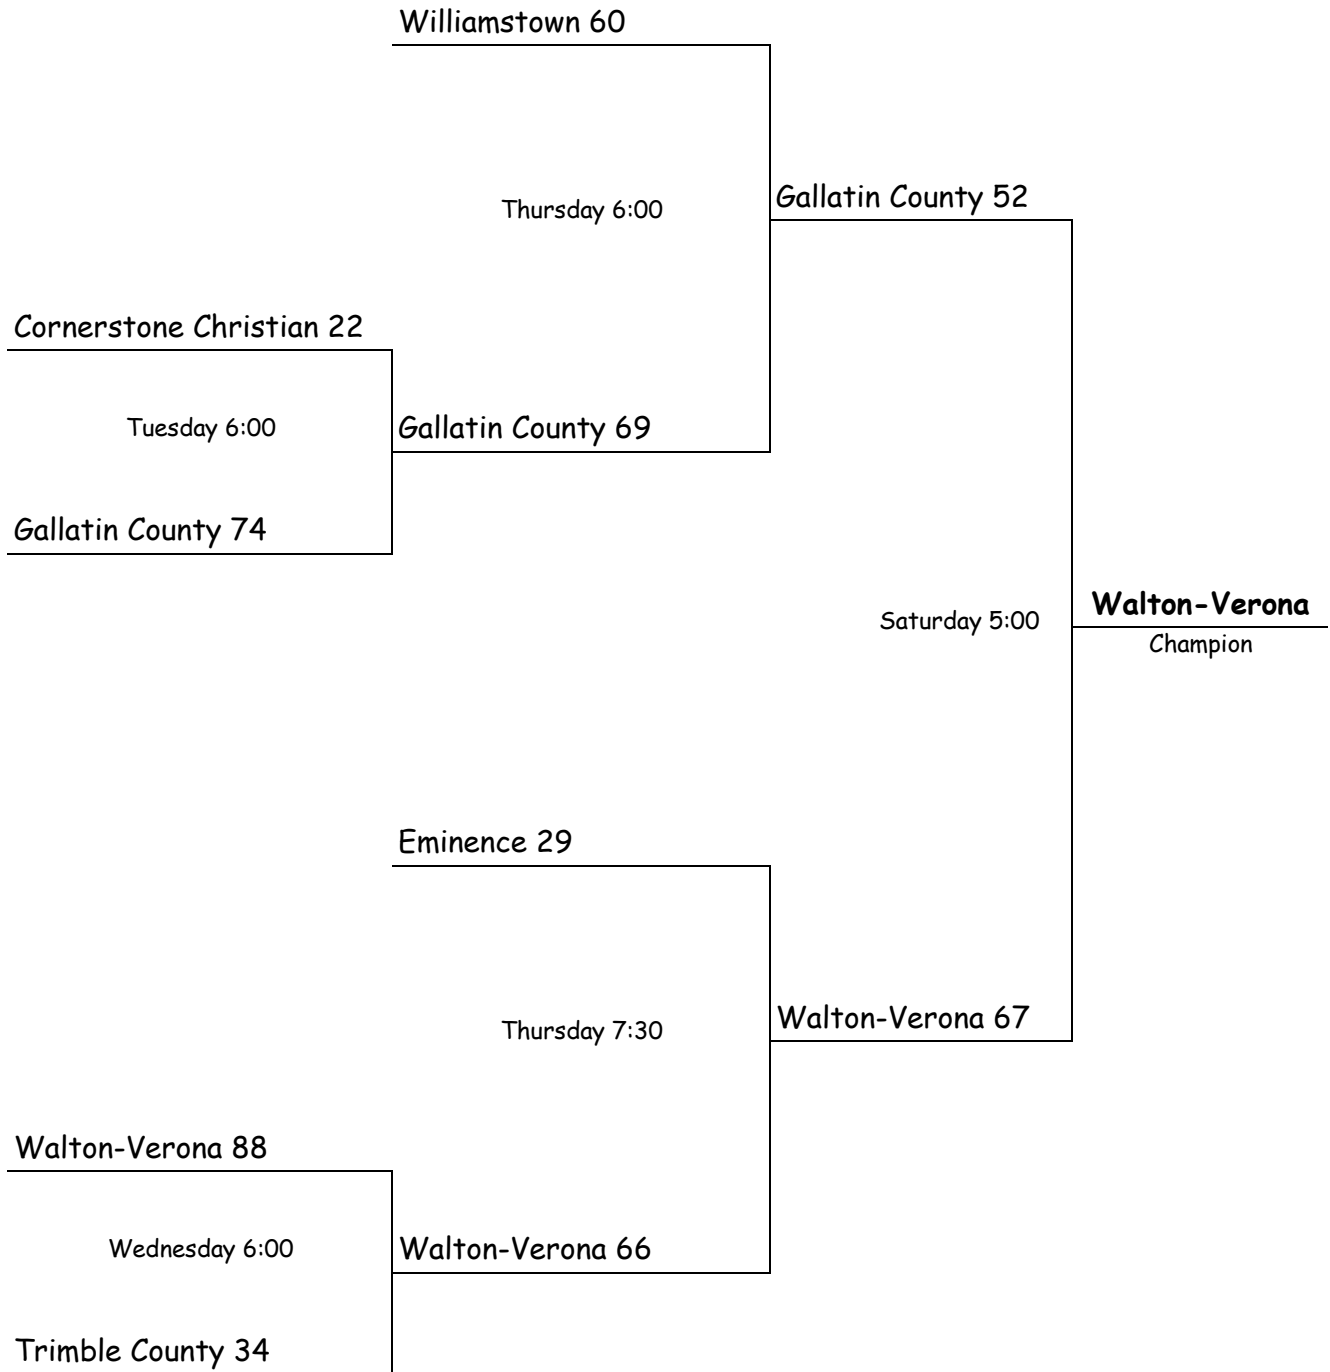 Williamstown 60
Thursday 6:00
Gallatin County 52
Cornerstone Christian 22
Tuesday 6:00
Gallatin County 69
Gallatin County 74
Saturday 5:00
Walton-Verona
Champion
Eminence 29
Thursday 7:30
Walton-Verona 67
Walton-Verona 88
Wednesday 6:00
Walton-Verona 66
Trimble County 34